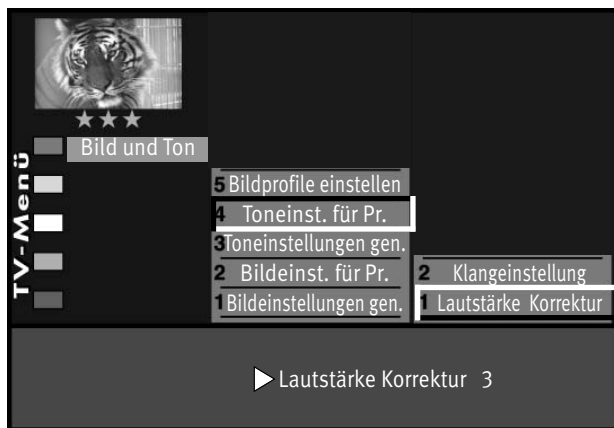 TV-Menü
Bild und Ton
5 Bildprofile einstellen
4 Toneinst. für Pr.
3 Toneinstellungen gen.
2 Bildeinst. für Pr.
1 Bildeinstellungen gen.
2 Klangeinstellung
1 Lautstärke Korrektur
Lautstärke Korrektur 3